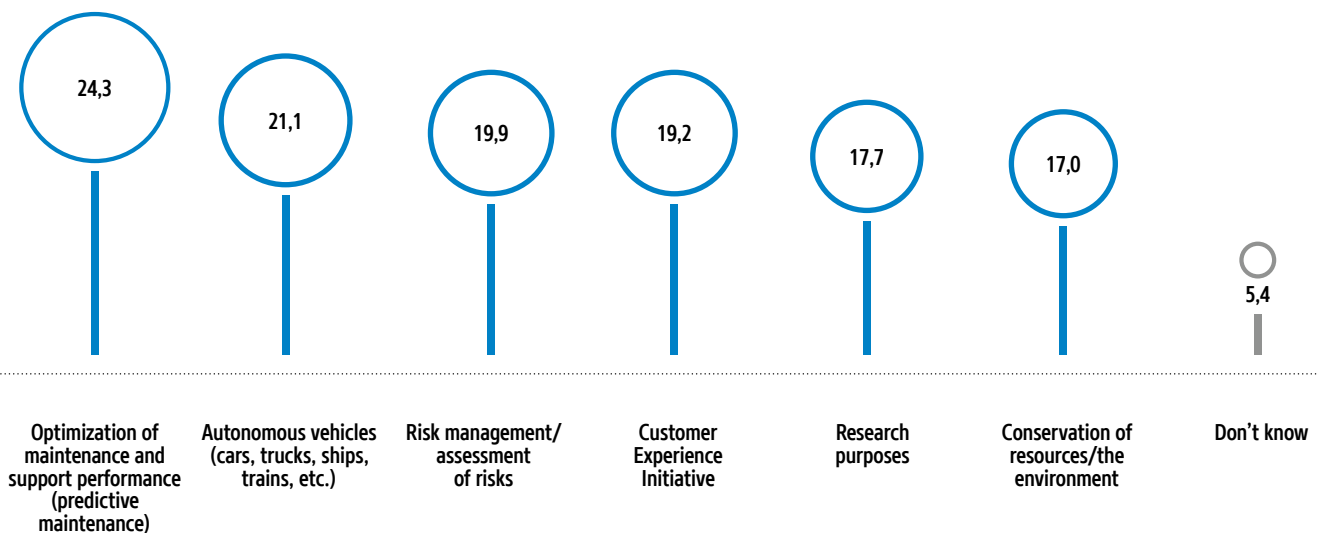 24,3
21,1
19,9
19,2
17,7
17,0
5,4
Optimization of
maintenance and
support performance
(predictive
maintenance)
Autonomous vehicles
(cars, trucks, ships,
trains, etc.)
Risk management/
assessment
of risks
Customer
Experience
Initiative
Research
purposes
Conservation of
resources/the
environment
Don’t know